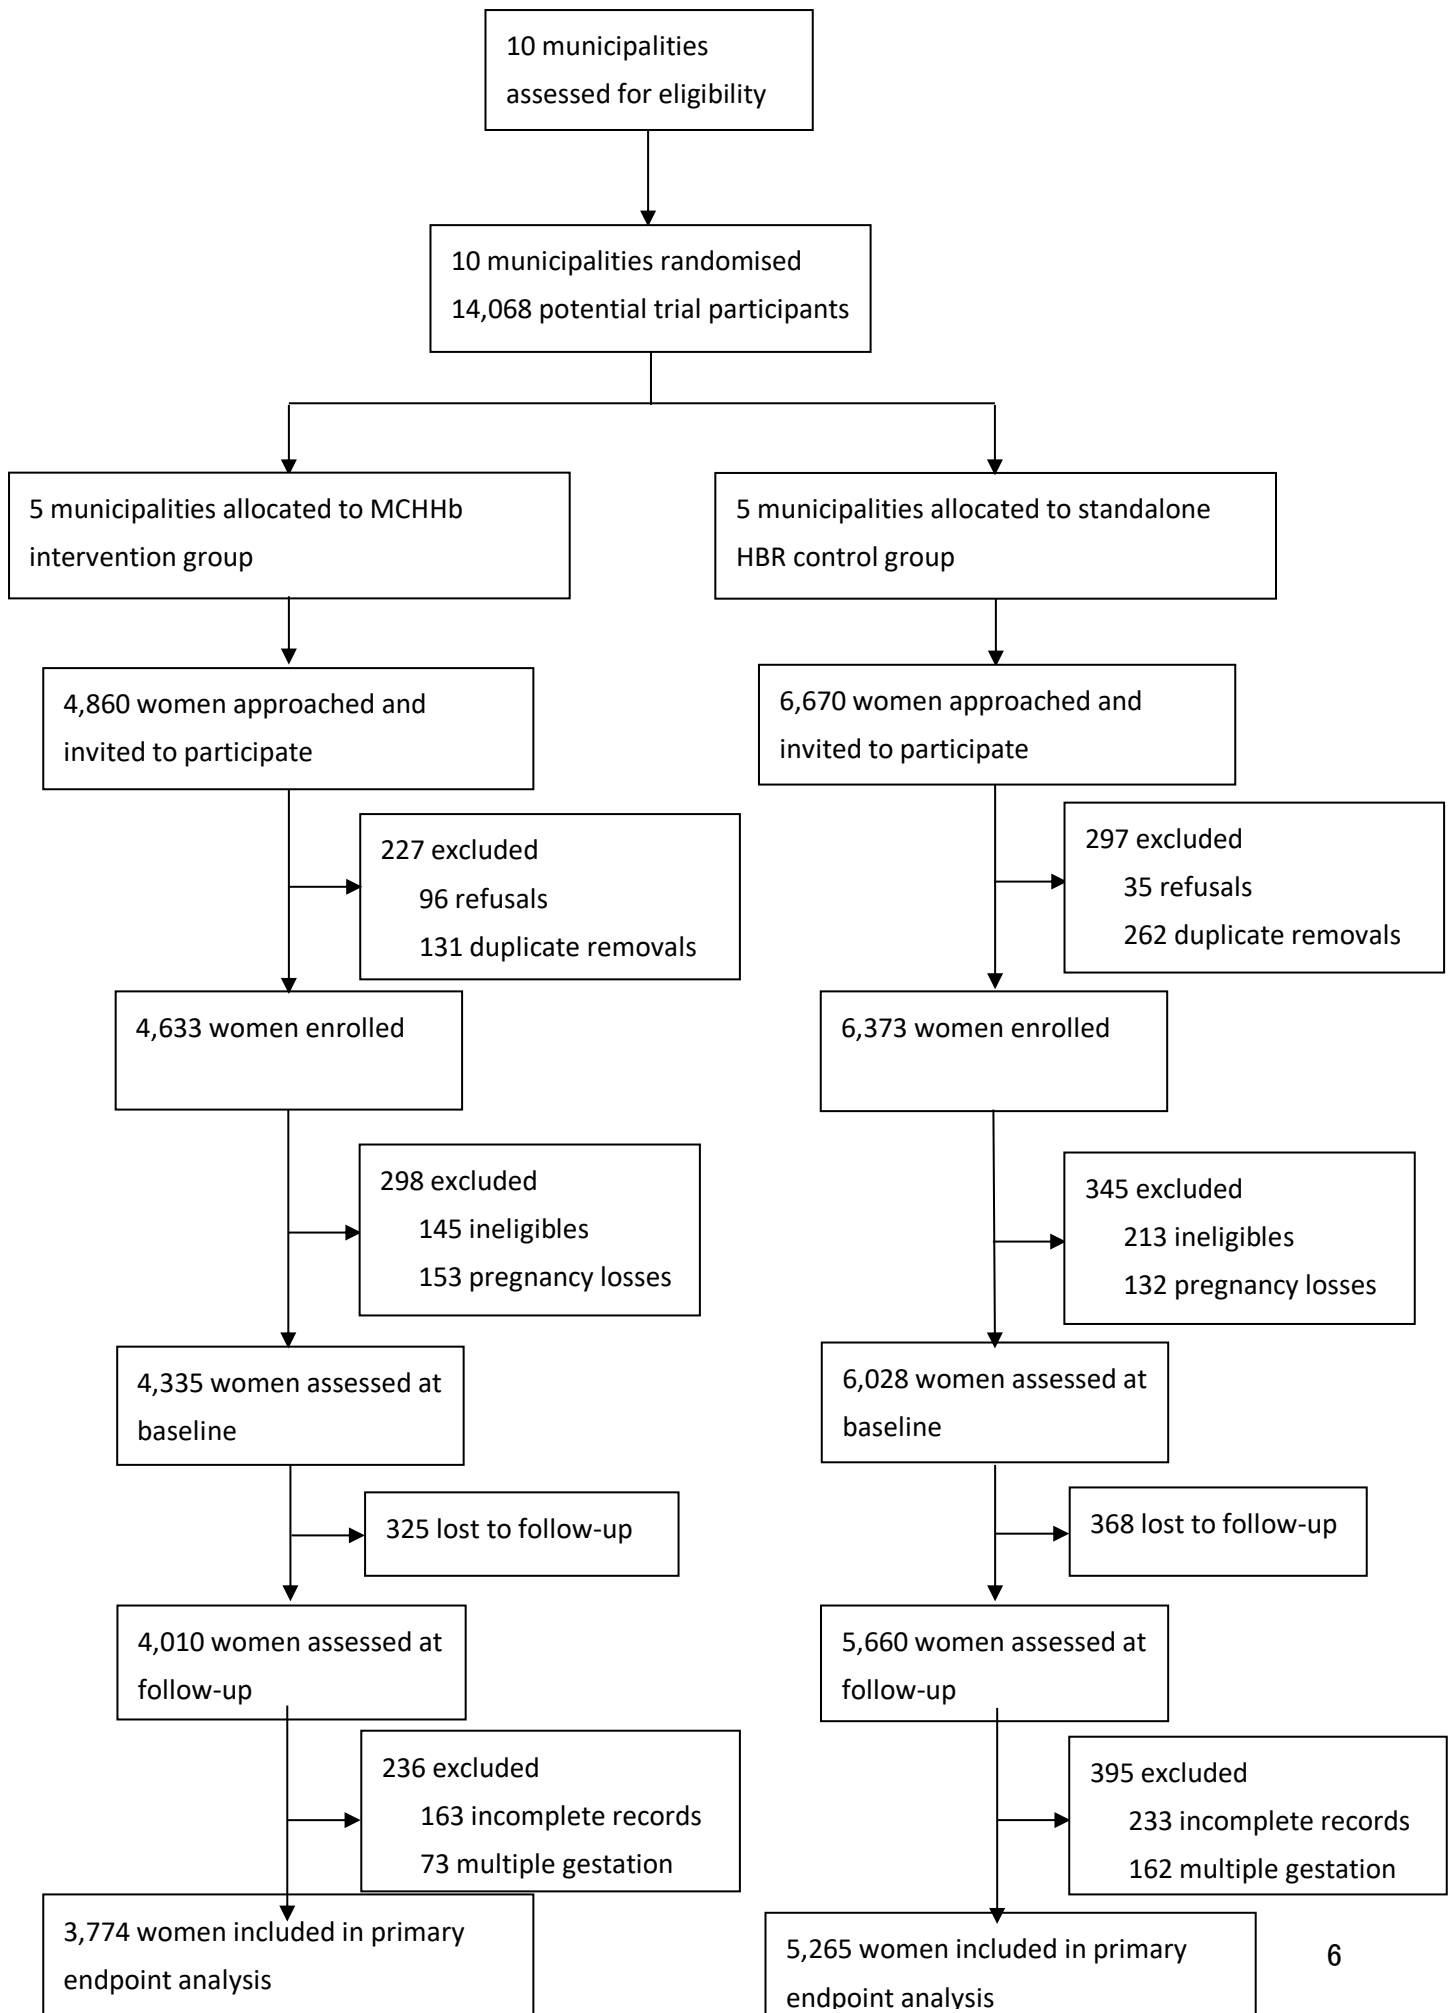 10 municipalities
assessed for eligibility
10 municipalities randomised
14,068 potential trial participants
5 municipalities allocated to MCHHb
intervention group
5 municipalities allocated to standalone
HBR control group
4,860 women approached and
invited to participate
6,670 women approached and
invited to participate
227 excluded
96 refusals
131 duplicate removals
297 excluded
35 refusals
262 duplicate removals
4,633 women enrolled
6,373 women enrolled
298 excluded
145 ineligibles
153 pregnancy losses
345 excluded
213 ineligibles
132 pregnancy losses
4,335 women assessed at
baseline
6,028 women assessed at
baseline
325 lost to follow-up
368 lost to follow-up
4,010 women assessed at
follow-up
5,660 women assessed at
follow-up
236 excluded
163 incomplete records
73 multiple gestation
395 excluded
233 incomplete records
162 multiple gestation
3,774 women included in primary
endpoint analysis
5,265 women included in primary
endpoint analysis
6